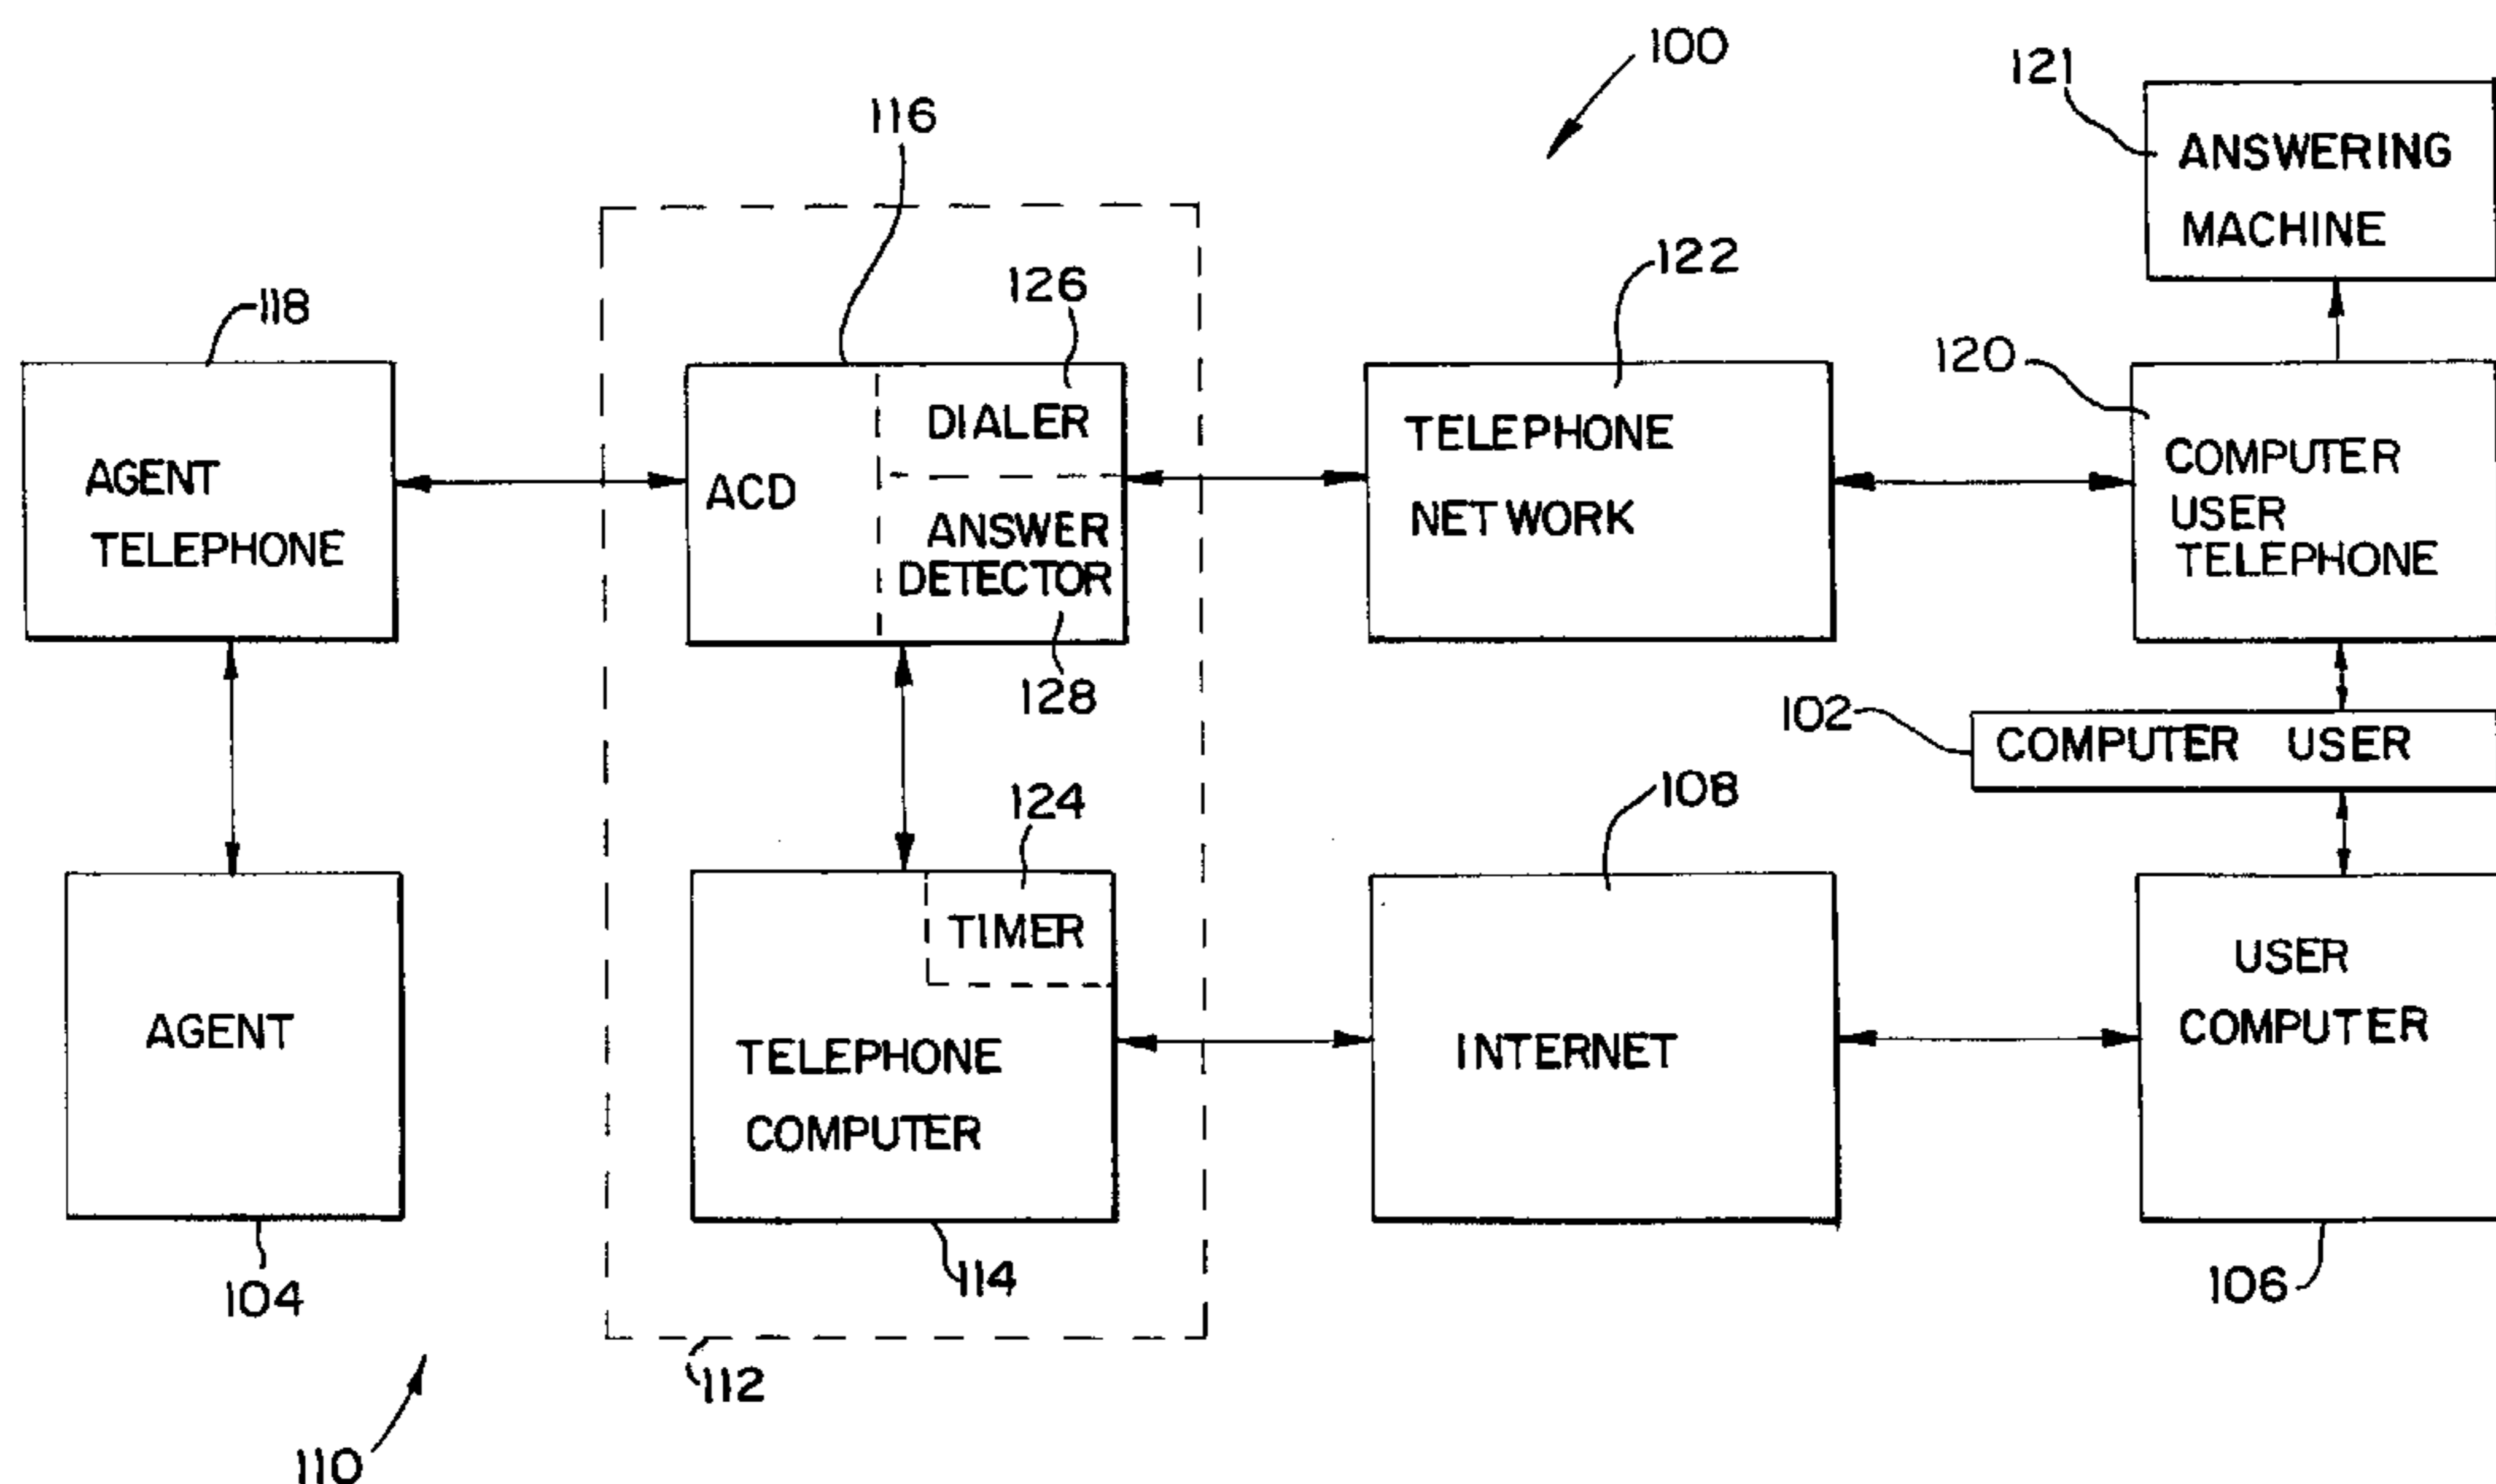 100
121
ANSWERING
MACHINE
116
126
122
118
120
DIALER
ACD
ANSWER
DETECTOR
128
AGENT
TELEPHONE
TELEPHONE
NETWORK
COMPUTER
USER
TELEPHONE
102
COMPUTER USER
124
108
TIMER
AGENT
TELEPHONE
COMPUTER
INTERNET
USER
COMPUTER
104
114
106
112
110